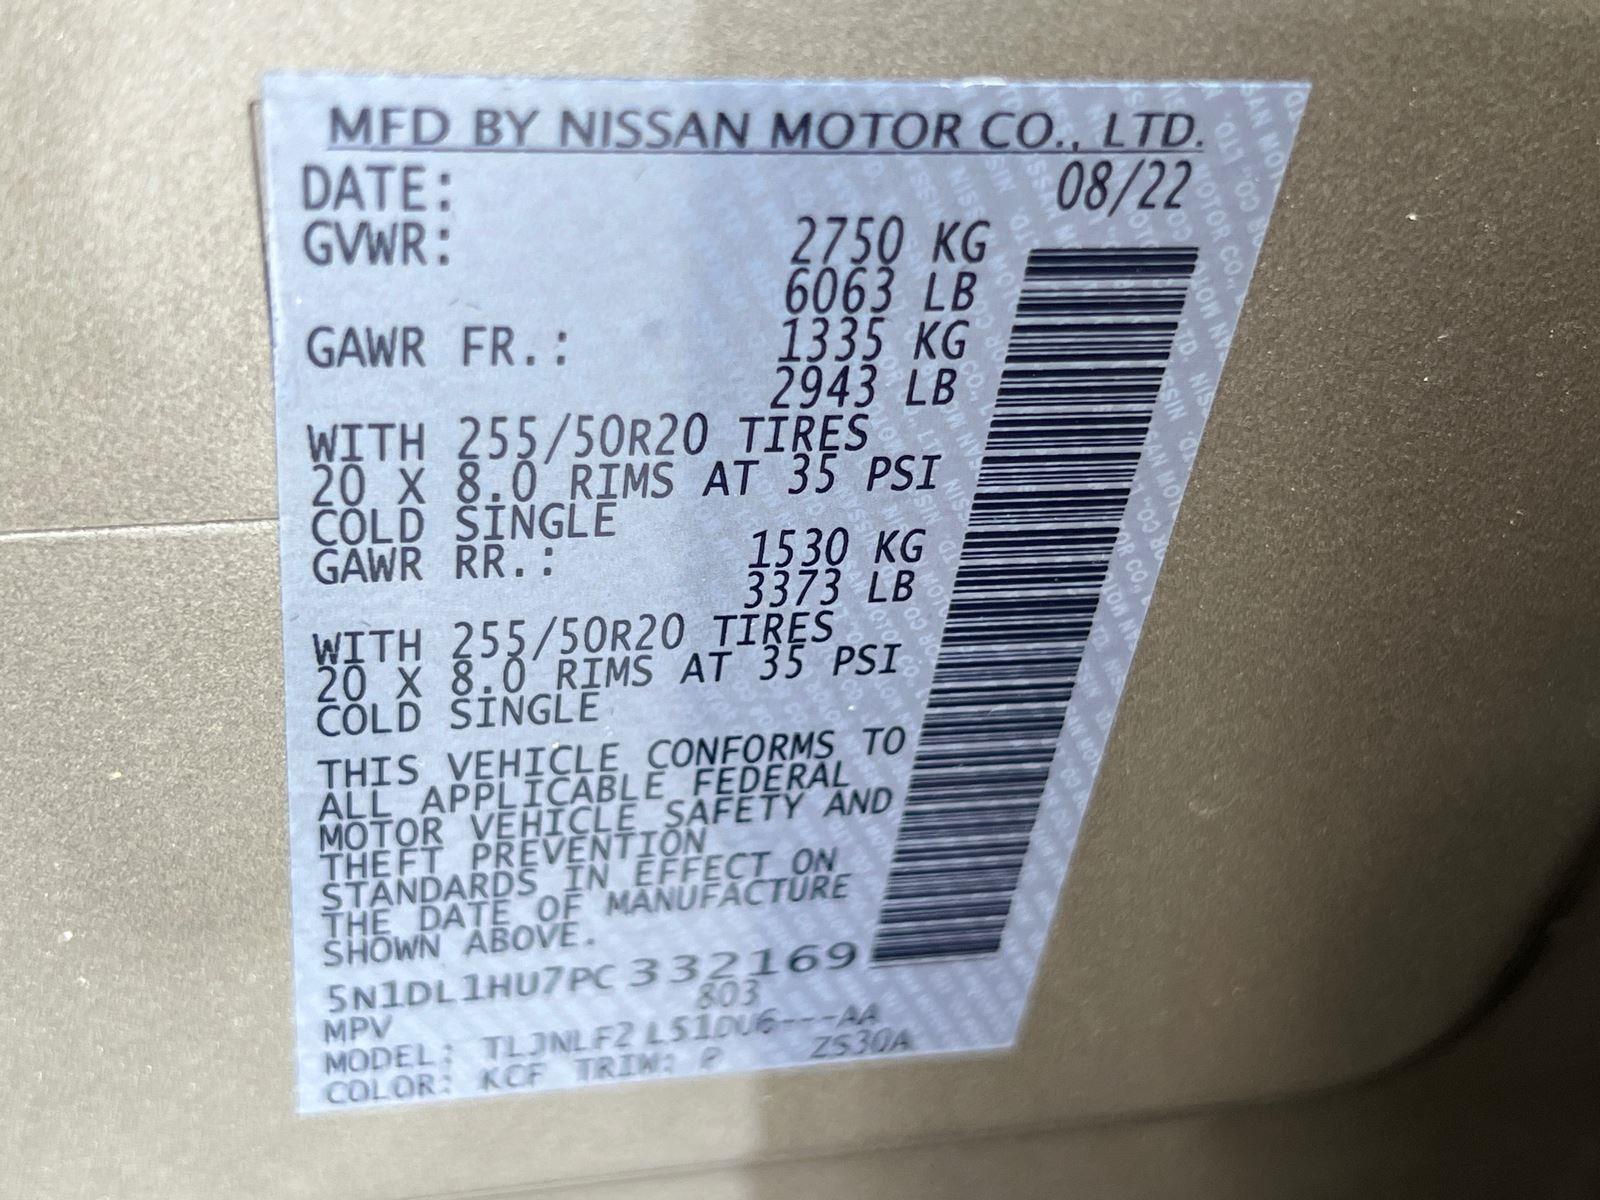 MFD BY NISSAN MOTOR CO., LTD.
DATE: 08/22
GVWR: 2750 KG
6063 LB
GAWR FR.: 1335 KG
2943 LB
WITH 255/50R20 TIRES
20 X 8.0 RIMS AT 35 PSI
COLD SINGLE
GAWR RR.: 1530 KG
3373 LB
WITH 255/50R20 TIRES
20 X 8.0 RIMS AT 35 PSI
COLD SINGLE
THIS VEHICLE CONFORMS TO
ALL APPLICABLE FEDERAL
MOTOR VEHICLE SAFETY AND
THEFT PREVENTION
STANDARDS IN EFFECT ON
THE DATE OF MANUFACTURE
SHOWN ABOVE.
5N1DL1HU7PC332169
MPV 803
MODEL: TLJNLF2 L51DU6---AA
COLOR: KCF TRIM: P ZS30A